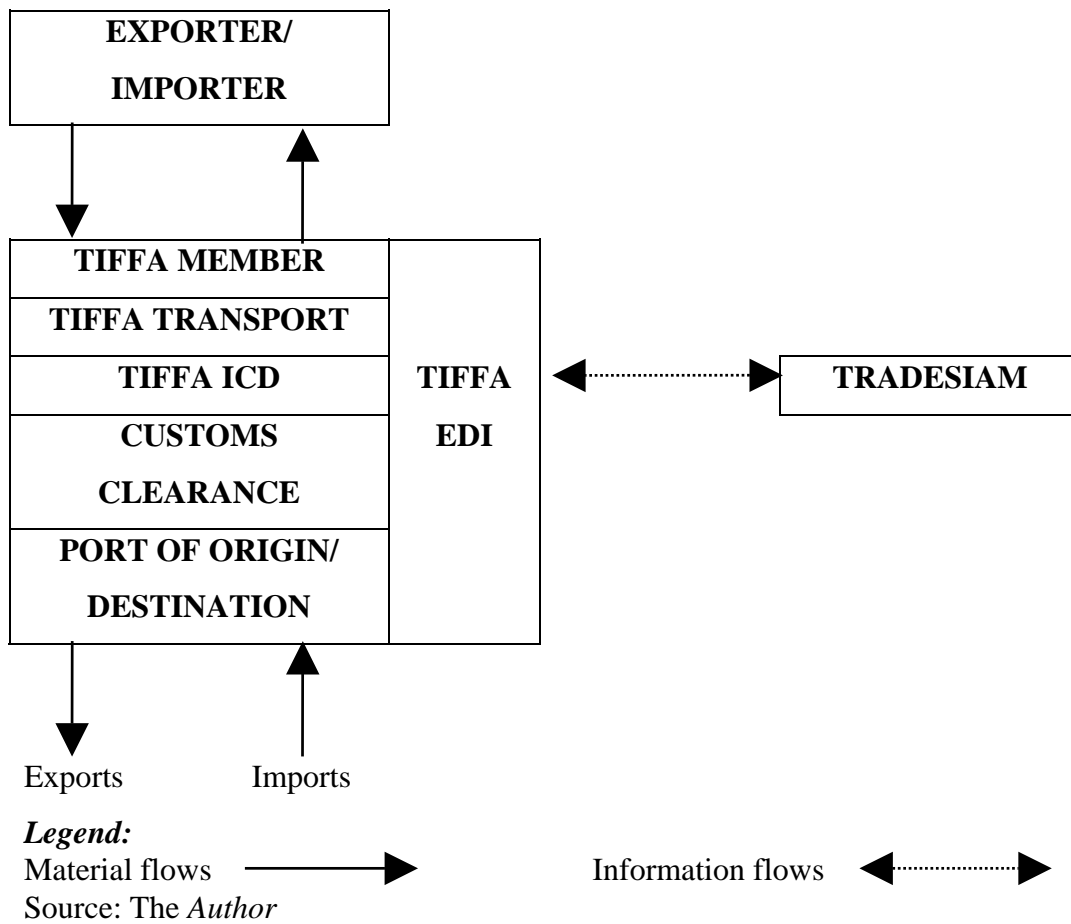 EXPORTER/
IMPORTER
TIFFA MEMBER
TIFFA TRANSPORT
TIFFA ICD
CUSTOMS
CLEARANCE
PORT OF ORIGIN/
DESTINATION
TIFFA
EDI
TRADESIAM
Exports Imports
Legend:
Material flows Information flows
Source: The Author